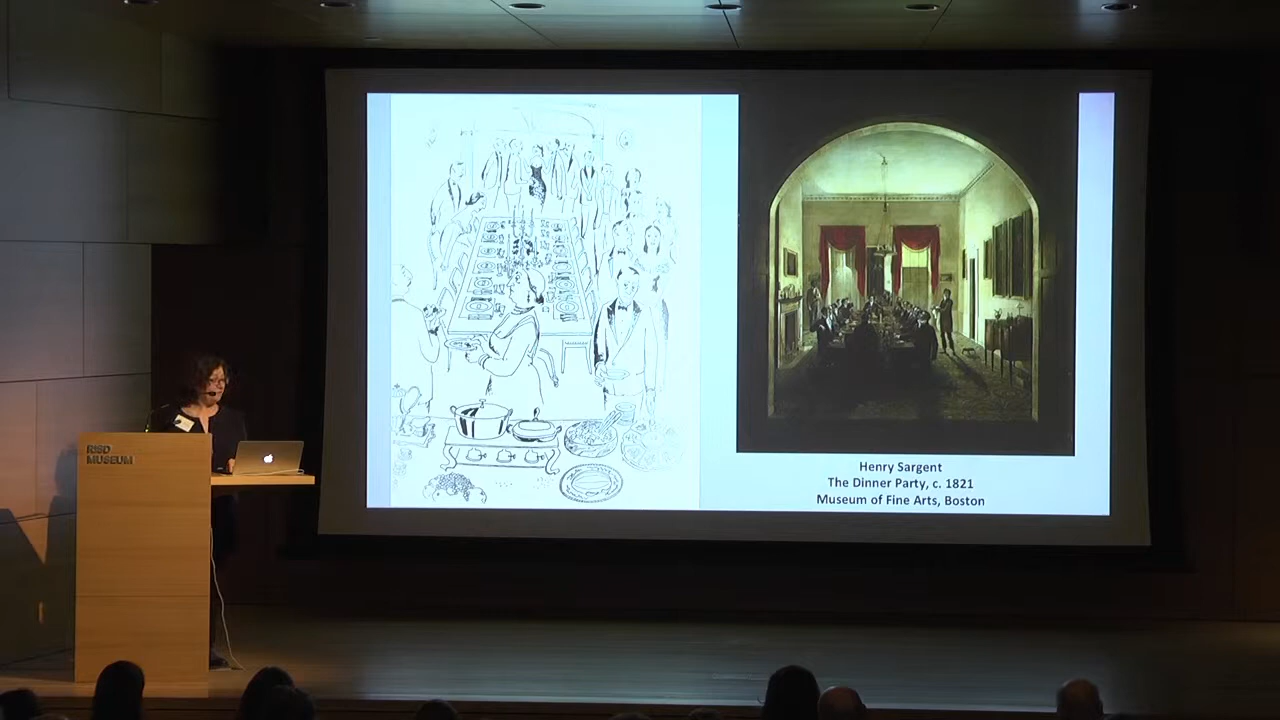 RISD
MUSEUM
Henry Sargent
The Dinner Party, c. 1821
Museum of Fine Arts, Boston